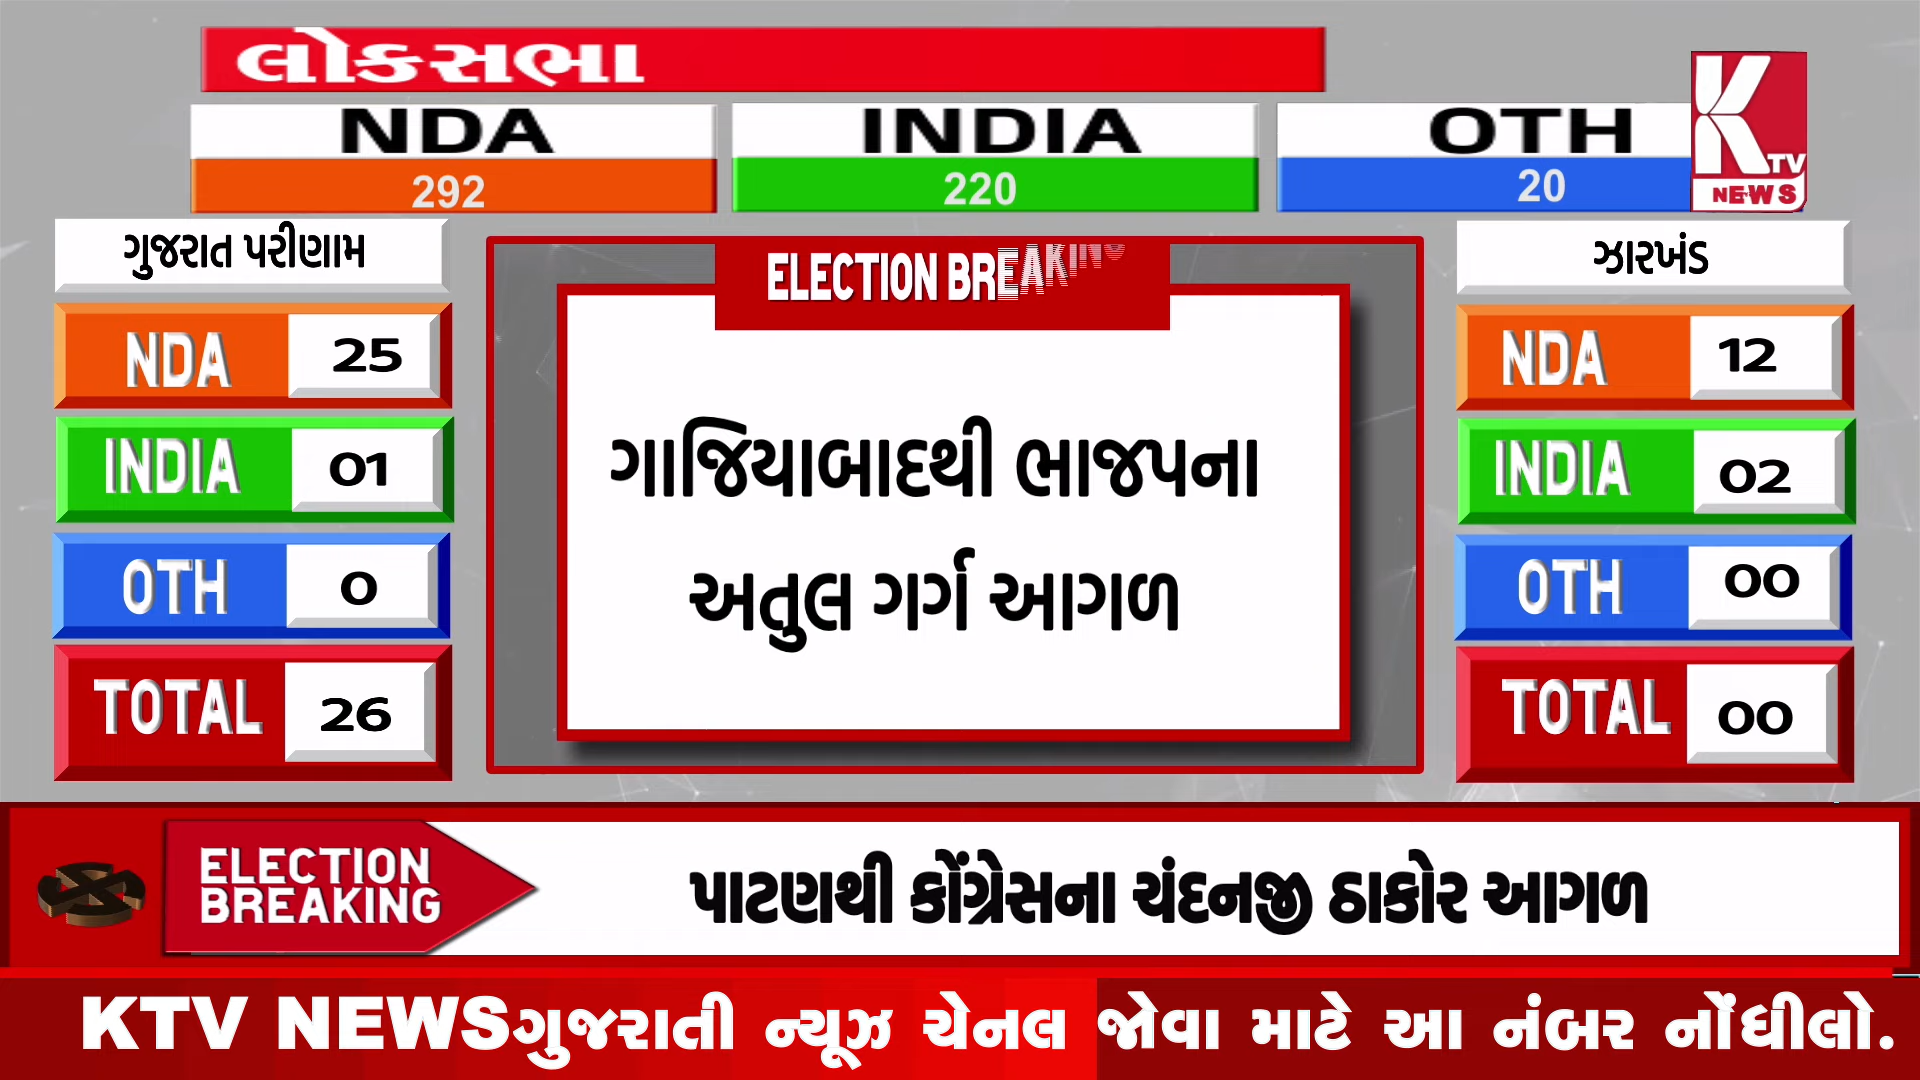 લોકસભા
NDA
292
INDIA
220
OTH
20
KTV
NEWS
ગુજરાત પરીણામ
NDA 25
INDIA 01
OTH 0
TOTAL 26
ELECTION BREAKING
ગાજિયાબાદથી ભાજપના
અતુલ ગર્ગ આગળ
ઝારખંડ
NDA 12
INDIA 02
OTH 00
TOTAL 00
ELECTION
BREAKING
પાટણથી કોંગ્રેસના ચંદનજી ઠાકોર આગળ
KTV NEWSગુજરાતી ન્યૂઝ ચેનલ જોવા માટે આ નંબર નોંધીલો.